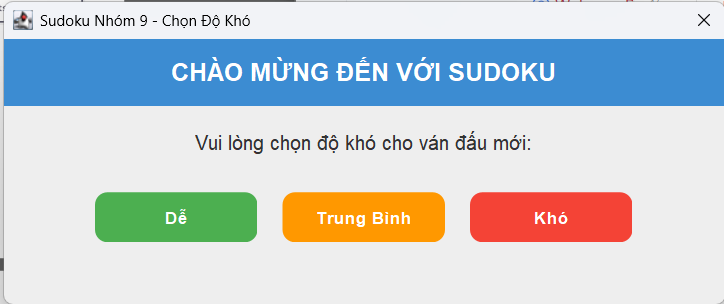 Sudoku Nhóm 9 - Chọn Độ Khó
CHÀO MỪNG ĐẾN VỚI SUDOKU
Vui lòng chọn độ khó cho ván đấu mới:
Dễ
Trung Bình
Khó